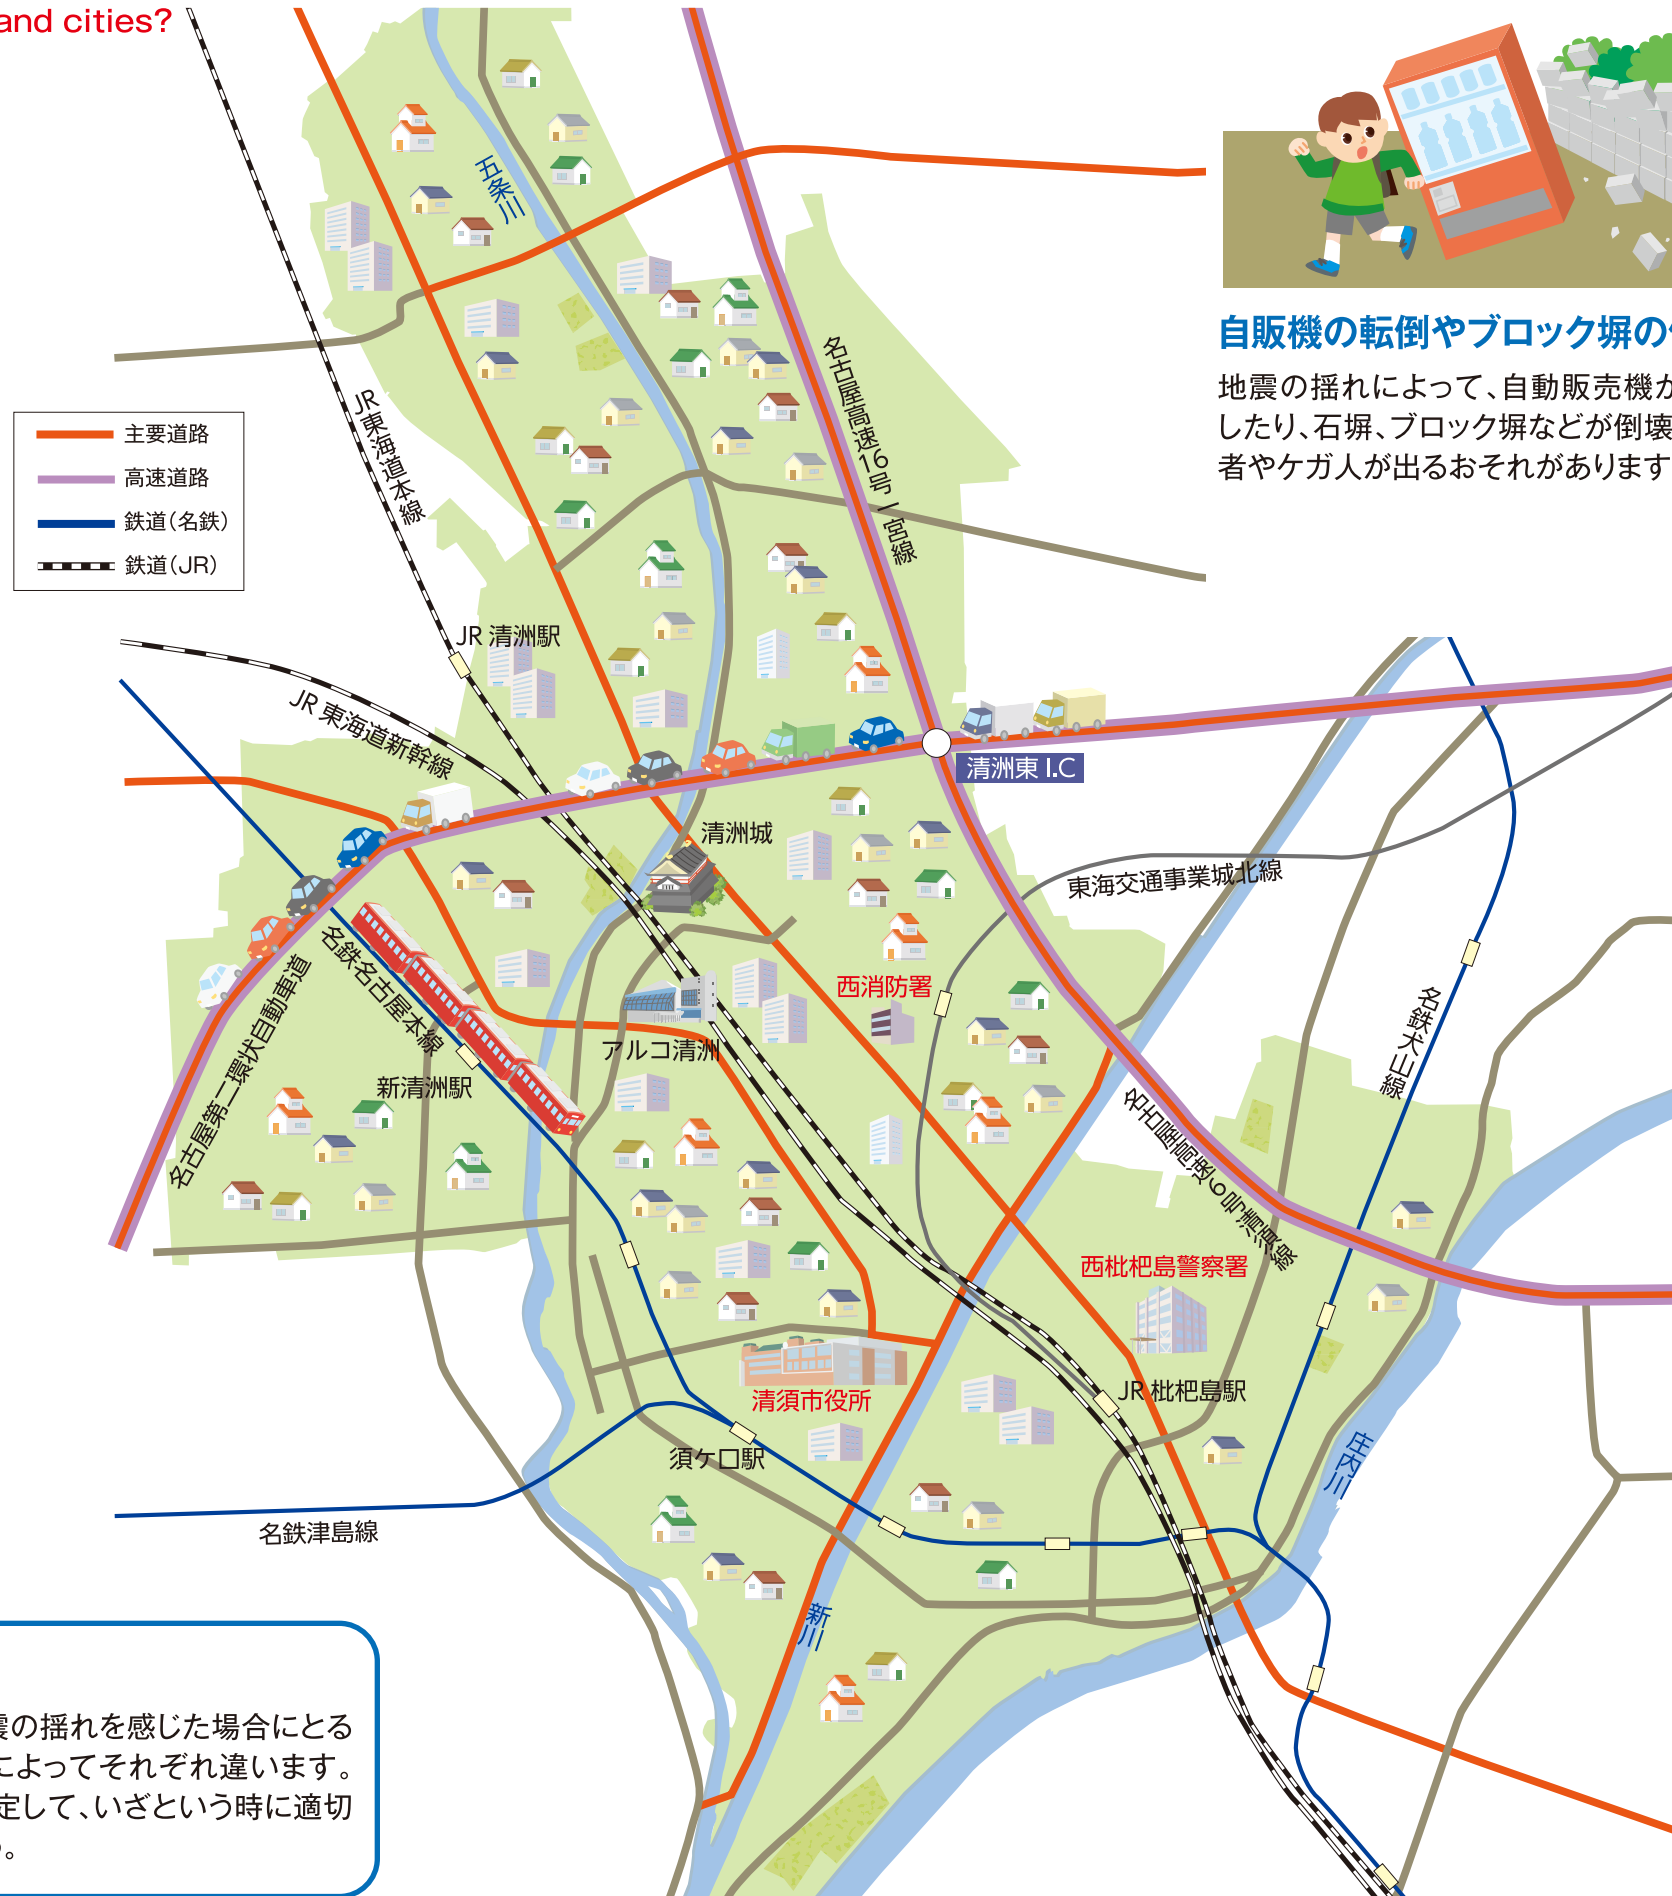 and cities?
五条川
自販機の転倒やブロック塀の
地震の揺れによって、自動販売機が
したり、石塀、ブロック塀などが倒壊
者やケガ人が出るおそれがあります
主要道路
高速道路
鉄道（名鉄）
鉄道（JR）
JR東海道本線
名古屋高速16号一宮線
JR 清洲駅
JR 東海道新幹線
清洲東 I.C
清洲城
東海交通事業城北線
名鉄名古屋本線
西消防署
名古屋第二環状自動車道
アルコ清洲
新清洲駅
名鉄犬山線
名古屋高速6号清須線
西枇杷島警察署
JR 枇杷島駅
清須市役所
須ケ口駅
庄内川
名鉄津島線
新川
震の揺れを感じた場合にとる
によってそれぞれ違います。
定して、いざという時に適切
。